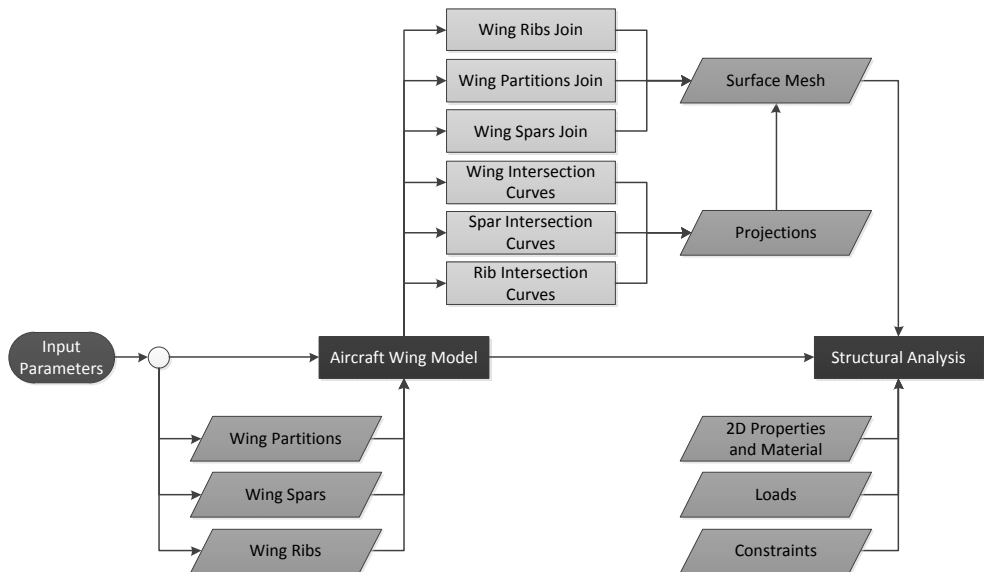 Wing Ribs Join
Wing Partitions Join
Surface Mesh
Wing Spars Join
Wing Intersection
Curves
Spar Intersection
Curves
Projections
Rib Intersection
Curves
Input
Parameters
Aircraft Wing Model
Structural Analysis
Wing Partitions
2D Properties
and Material
Wing Spars
Loads
Wing Ribs
Constraints